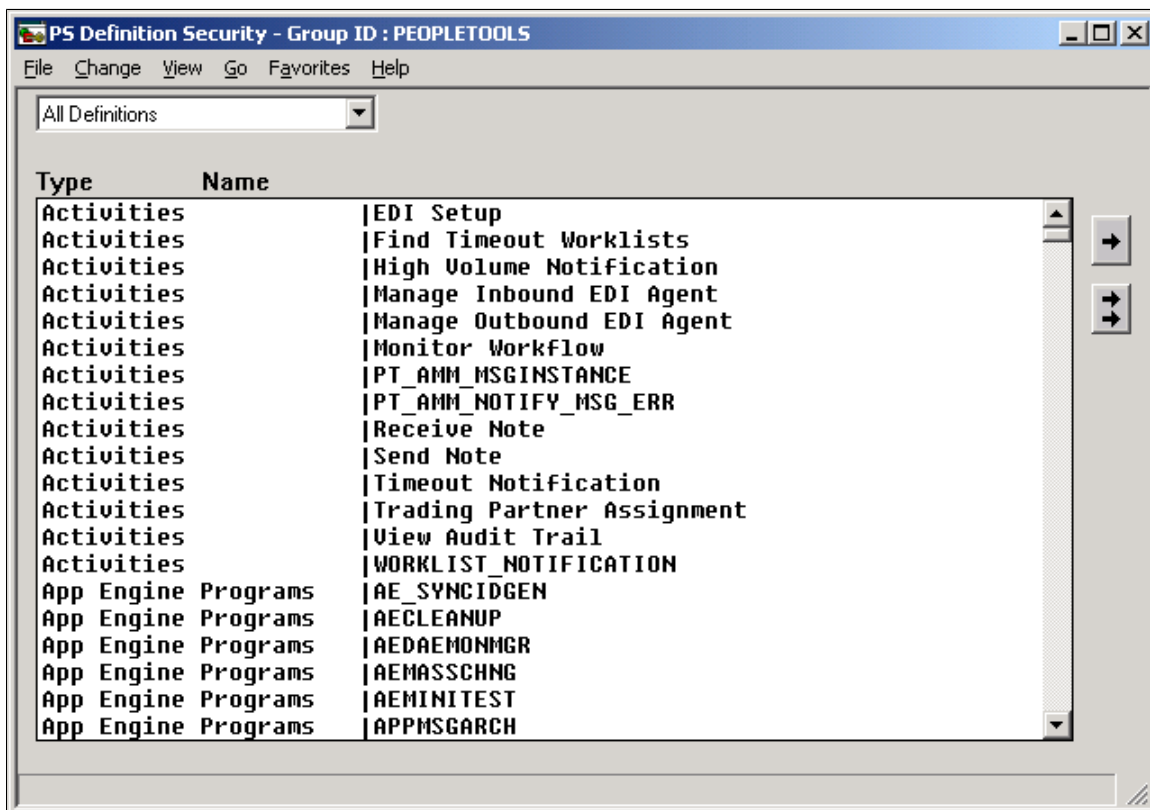 PS Definition Security - Group ID : PEOPLETOOLS
File Change View Go Favorites Help
All Definitions
Type Name
Activities |EDI Setup
Activities |Find Timeout Worklists
Activities |High Volume Notification
Activities |Manage Inbound EDI Agent
Activities |Manage Outbound EDI Agent
Activities |Monitor Workflow
Activities |PT_AMM_MSGINSTANCE
Activities |PT_AMM_NOTIFY_MSG_ERR
Activities |Receive Note
Activities |Send Note
Activities |Timeout Notification
Activities |Trading Partner Assignment
Activities |View Audit Trail
Activities |WORKLIST_NOTIFICATION
App Engine Programs |AE_SYNCIDGEN
App Engine Programs |AECLEANUP
App Engine Programs |AEDAEMONMGR
App Engine Programs |AEMASSCHNG
App Engine Programs |AEMINITEST
App Engine Programs |APPMSGARCH